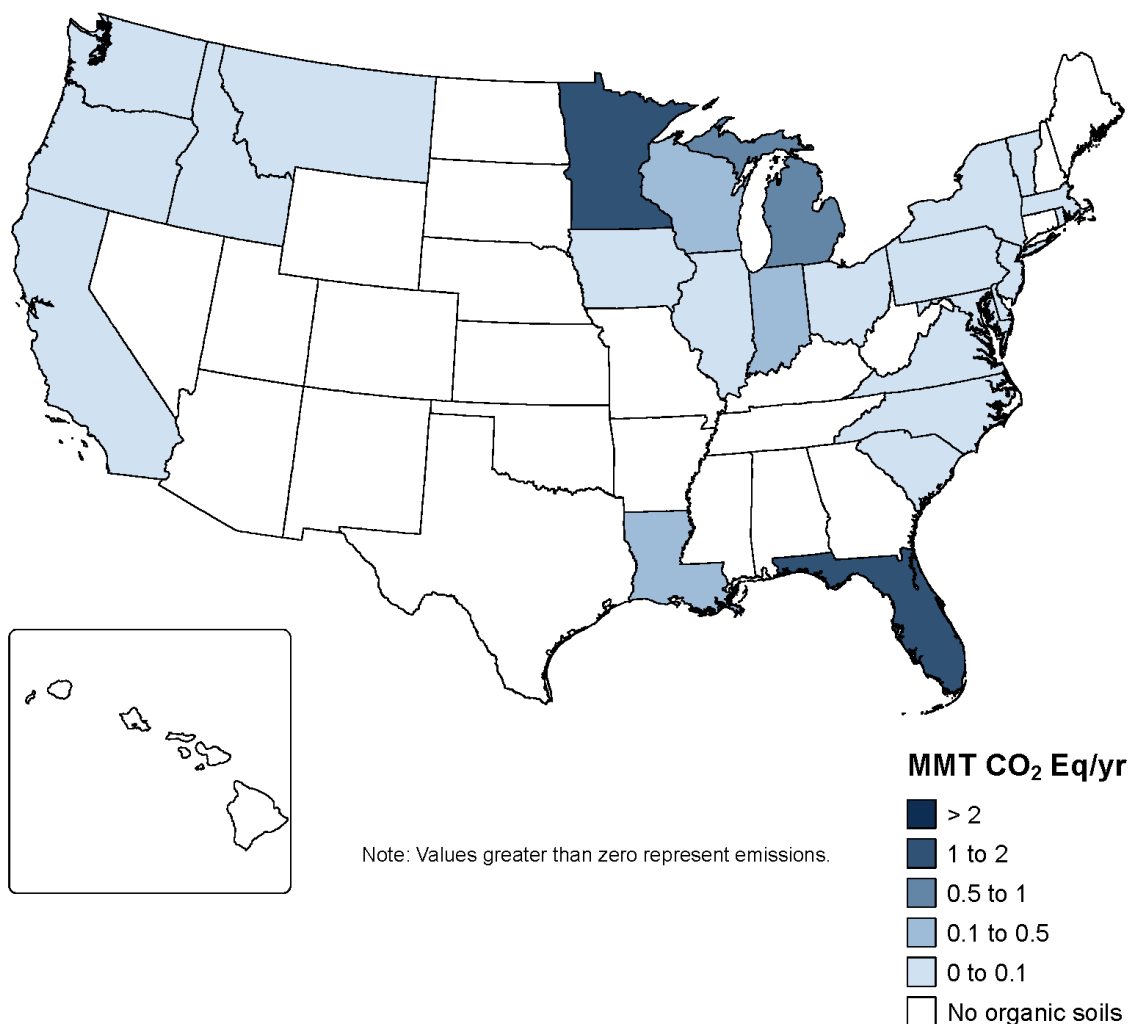 Note: Values greater than zero represent emissions.
MMT CO₂ Eq/yr
> 2
1 to 2
0.5 to 1
0.1 to 0.5
0 to 0.1
No organic soils